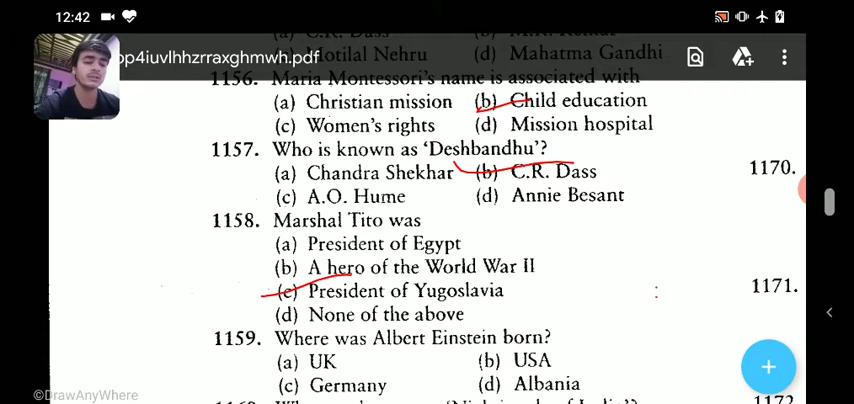 12:42
op4iuvlhhzrraxghmwh.pdf
(a) C.R. Dass
(b) Motilal Nehru (d) Mahatma Gandhi
1156. Maria Montessori's name is associated with
(a) Christian mission (b) Child education
(c) Women's rights (d) Mission hospital
1157. Who is known as 'Deshbandhu'?
(a) Chandra Shekhar (b) C.R. Dass
(c) A.O. Hume (d) Annie Besant
1158. Marshal Tito was
(a) President of Egypt
(b) A hero of the World War II
(c) President of Yugoslavia
(d) None of the above
1159. Where was Albert Einstein born?
(a) UK (b) USA
(c) Germany (d) Albania
1170.
1171.
©DrawAnyWhere